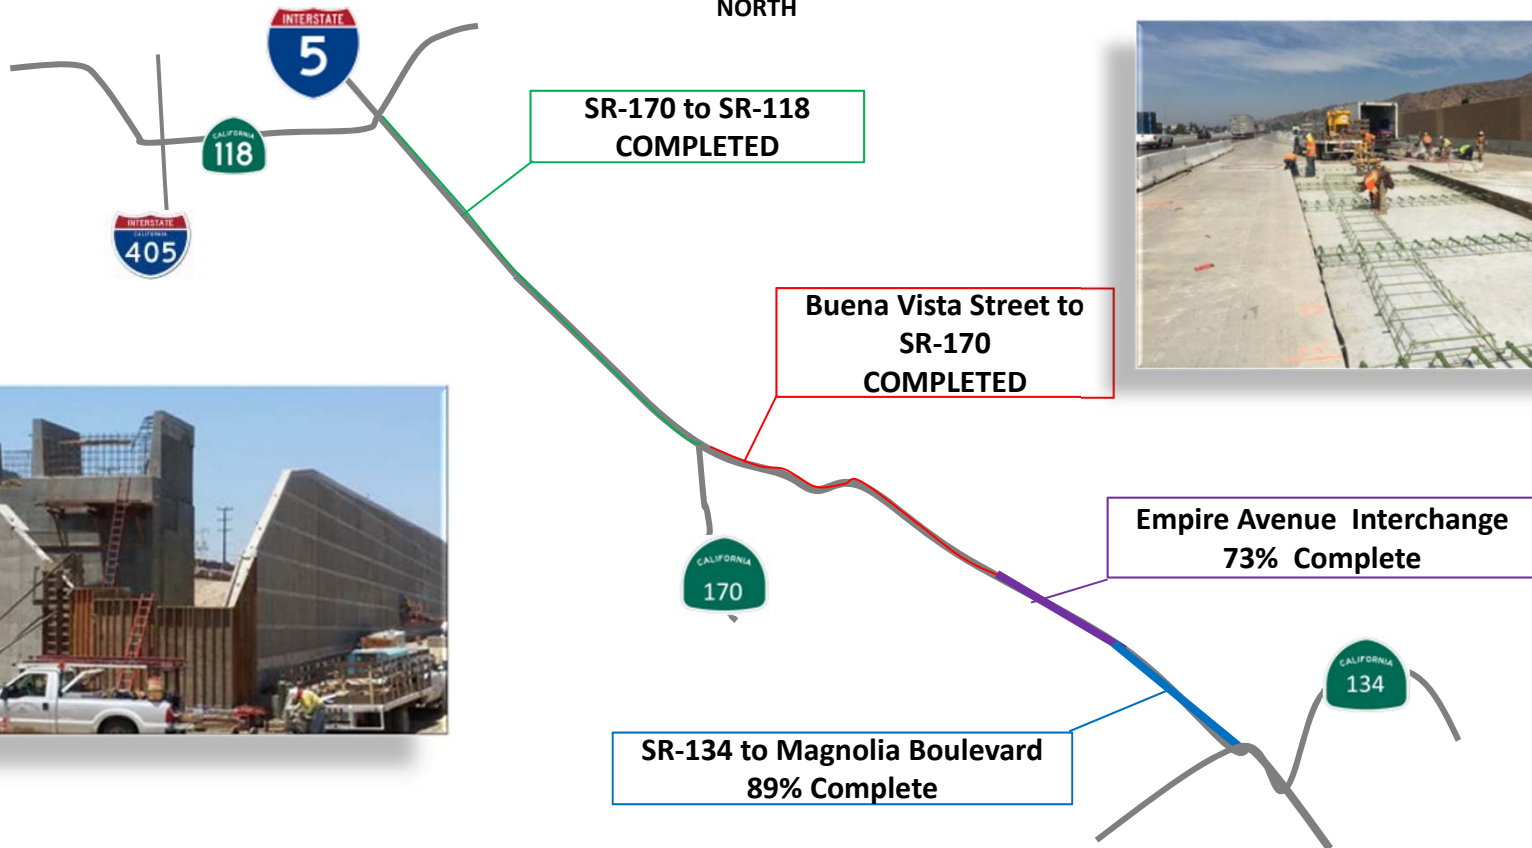 NORTH
INTERSTATE
5
SR-170 to SR-118
COMPLETED
CALIFORNIA
118
INTERSTATE
CALIFORNIA
405
Buena Vista Street to
SR-170
COMPLETED
Empire Avenue Interchange
73% Complete
CALIFORNIA
170
CALIFORNIA
134
SR-134 to Magnolia Boulevard
89% Complete